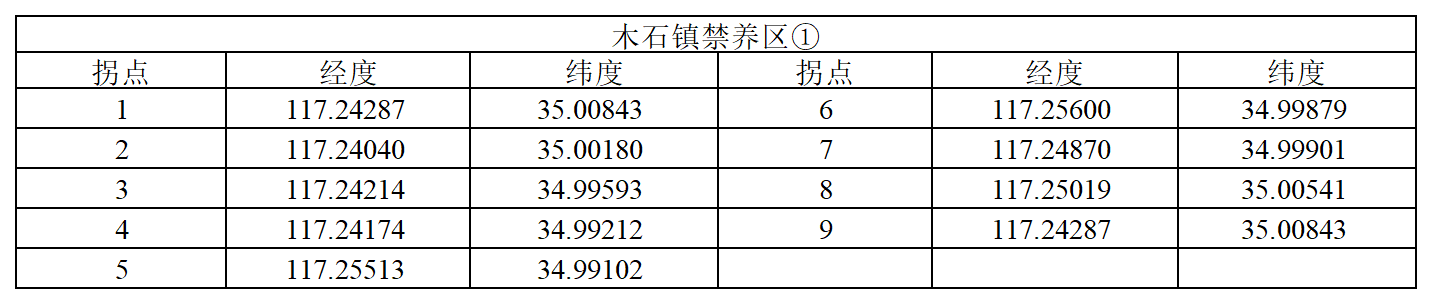 木石镇禁养区①
拐点 经度 纬度 拐点 经度 纬度
1 117.24287 35.00843 6 117.25600 34.99879
2 117.24040 35.00180 7 117.24870 34.99901
3 117.24214 34.99593 8 117.25019 35.00541
4 117.24174 34.99212 9 117.24287 35.00843
5 117.25513 34.99102